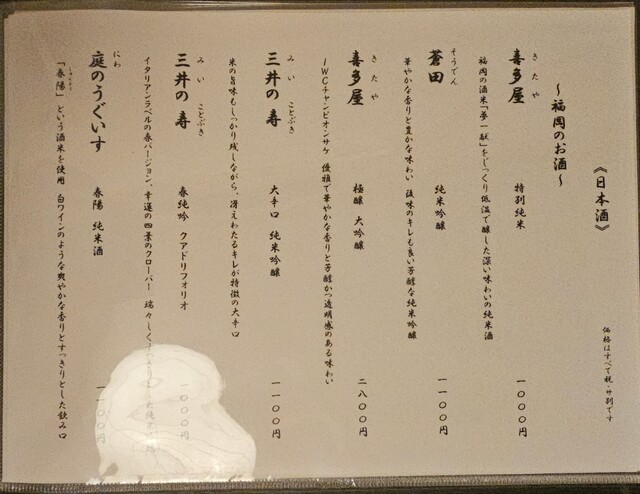 《日本酒》
価格はすべて税・サ別です
～福岡のお酒～
きたや
喜多屋 特別純米 一〇〇〇円
福岡の酒米「夢一献」をじっくり低温で醸した深い味わいの純米酒
そうでん
蒼田 純米吟醸 一一〇〇円
華やかな香りと豊かな味わい 後味のキレも良い芳醇な純米吟醸
きたや
喜多屋 極醸 大吟醸 二八〇〇円
IWCチャンピオンサケ 優雅で華やかな香りと芳醇かつ透明感のある味わい
みい ことぶき
三井の寿 大辛口 純米吟醸 一一〇〇円
米の旨味もしっかり残しながら、冴えわたるキレが特徴の大辛口
みい ことぶき
三井の寿 春純吟 クアドリフォリオ 一〇〇〇円
イタリアンラベルの春バージョン、幸運の四葉のクローバー 瑞々しく
にわ
庭のうぐいす 春陽 純米酒 一一〇〇円
「春陽」という酒米を使用 白ワインのような爽やかな香りとすっきりとした飲み口